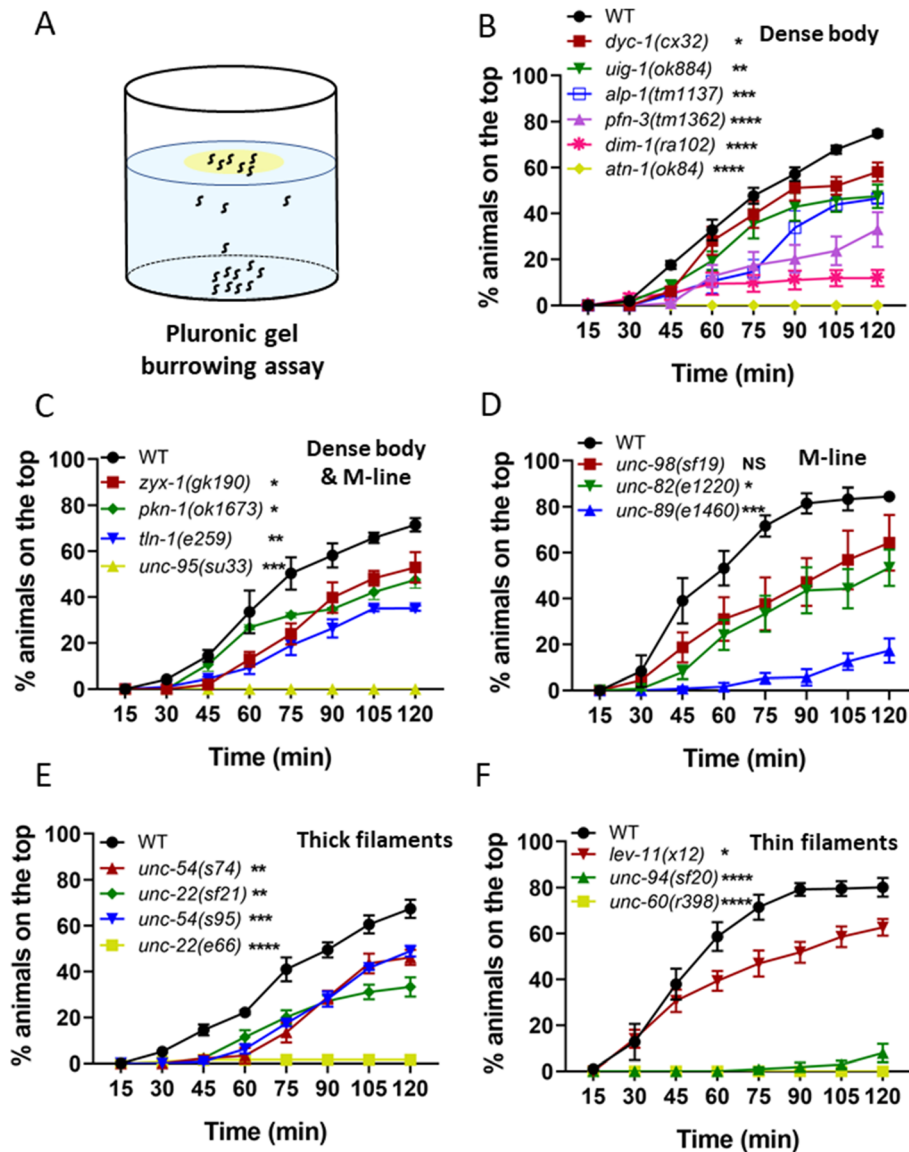 A
Pluronic gel
burrowing assay
B
Dense body
WT
dyc-1(cx32) *
uig-1(ok884) **
alp-1(tm1137) ***
pfn-3(tm1362) ****
dim-1(ra102) ****
atn-1(ok84) ****
% animals on the top
80
60
40
20
0
15 30 45 60 75 90 105 120
Time (min)
C
Dense body
& M-line
WT
zyx-1(gk190) *
pkn-1(ok1673) *
tln-1(e259) **
unc-95(su33) ***
% animals on the top
100
80
60
40
20
0
15 30 45 60 75 90 105 120
Time (min)
D
M-line
WT
unc-98(sf19) NS
unc-82(e1220) *
unc-89(e1460) ***
% animals on the top
100
80
60
40
20
0
15 30 45 60 75 90 105 120
Time (min)
E
Thick filaments
WT
unc-54(s74) **
unc-22(sf21) **
unc-54(s95) ***
unc-22(e66) ****
% animals on the top
100
80
60
40
20
0
15 30 45 60 75 90 105 120
Time (min)
F
Thin filaments
WT
lev-11(x12) *
unc-94(sf20) ****
unc-60(r398) ****
% animals on the top
100
80
60
40
20
0
15 30 45 60 75 90 105 120
Time (min)